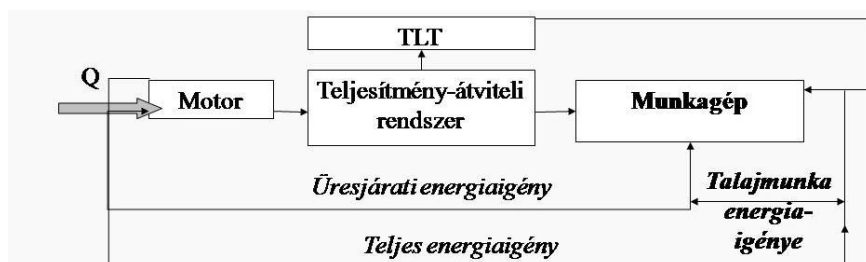 TLT
Q
Motor
Teljesítmény-átviteli
rendszer
Munkagép
Üresjárati energiaigény
Talajmunka
energia-
igénye
Teljes energiaigény